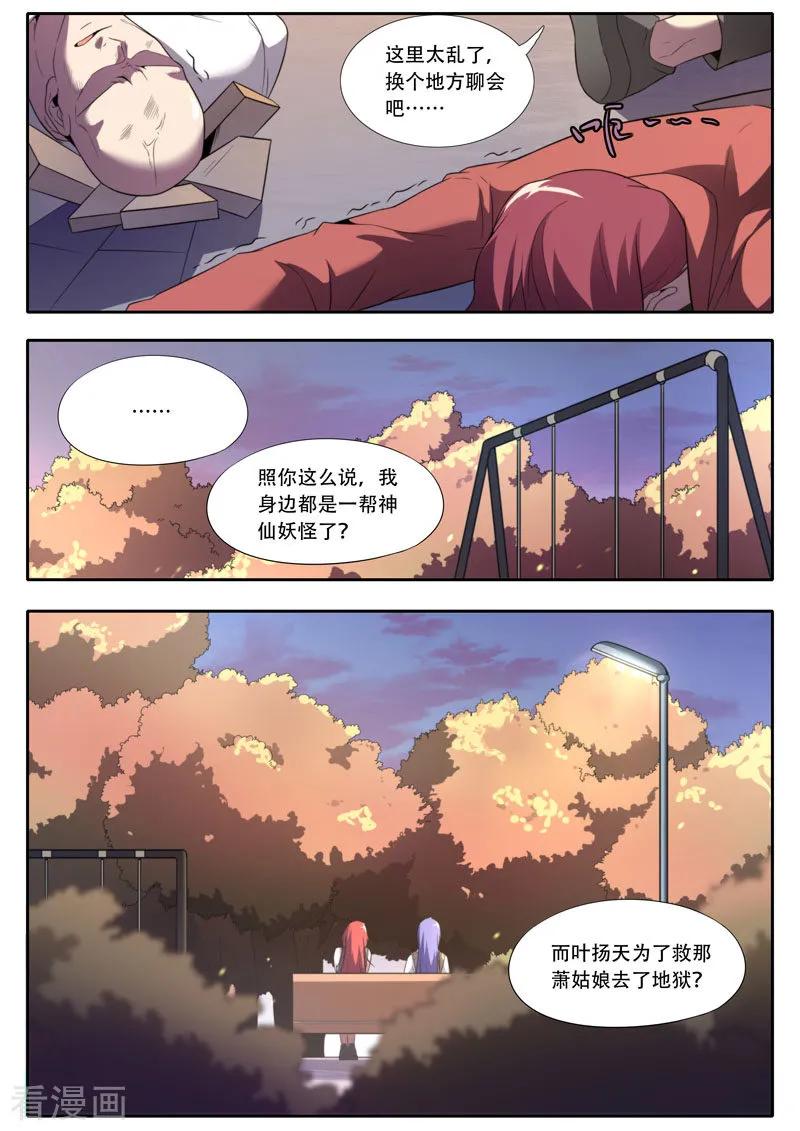 这里太乱了，
换个地方聊会
吧……
呃……
……
照你这么说，我
身边都是一帮神
仙妖怪了？
而叶扬天为了救那
萧姑娘去了地狱？
看漫画